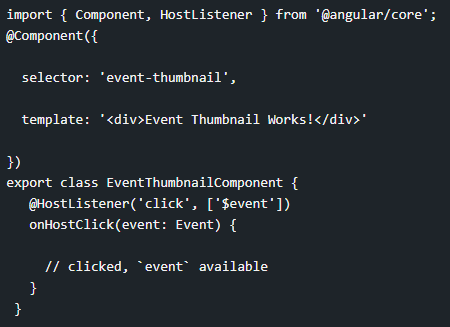 import { Component, HostListener } from '@angular/core';
@Component({
selector: 'event-thumbnail',
template: '<div>Event Thumbnail Works!</div>'
})
export class EventThumbnailComponent {
@HostListener('click', ['$event'])
onHostClick(event: Event) {
// clicked, `event` available
}
}